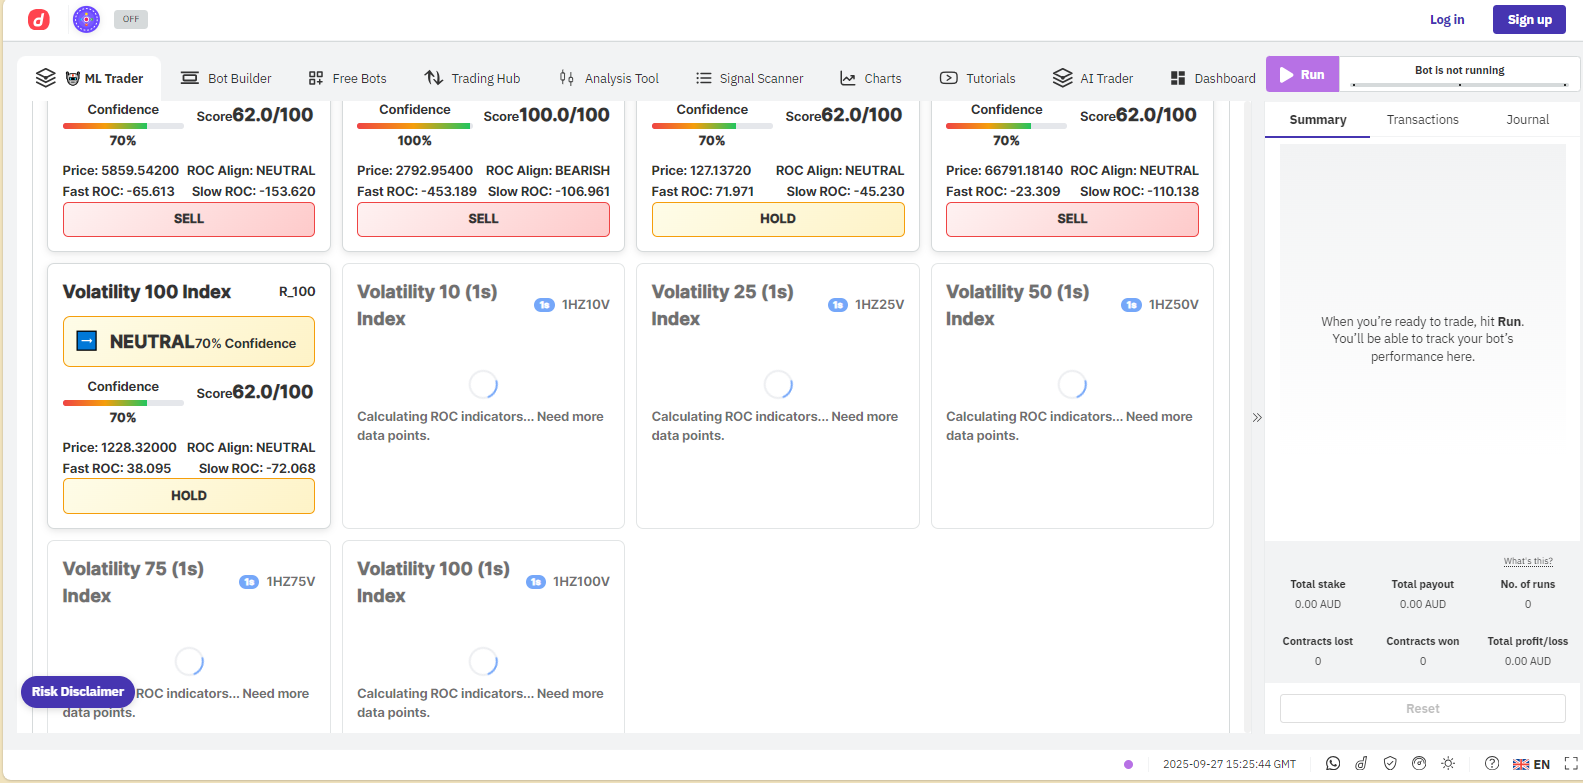 OFF
Log in
Sign up
ML Trader
Bot Builder
Free Bots
Trading Hub
Analysis Tool
Signal Scanner
Charts
Tutorials
AI Trader
Dashboard
Run
Bot is not running
Confidence
Score62.0/100
70%
Price: 5859.54200 ROC Align: NEUTRAL
Fast ROC: -65.613 Slow ROC: -153.620
SELL
Confidence
Score100.0/100
100%
Price: 2792.95400 ROC Align: BEARISH
Fast ROC: -453.189 Slow ROC: -106.961
SELL
Confidence
Score62.0/100
70%
Price: 127.13720 ROC Align: NEUTRAL
Fast ROC: 71.971 Slow ROC: -45.230
HOLD
Confidence
Score62.0/100
70%
Price: 66791.18140 ROC Align: NEUTRAL
Fast ROC: -23.309 Slow ROC: -110.138
SELL
Volatility 100 Index R_100
NEUTRAL70% Confidence
Confidence
Score62.0/100
70%
Price: 1228.32000 ROC Align: NEUTRAL
Fast ROC: 38.095 Slow ROC: -72.068
HOLD
Volatility 10 (1s)
Index
1s 1HZ10V
Calculating ROC indicators... Need more
data points.
Volatility 25 (1s)
Index
1s 1HZ25V
Calculating ROC indicators... Need more
data points.
Volatility 50 (1s)
Index
1s 1HZ50V
Calculating ROC indicators... Need more
data points.
Volatility 75 (1s)
Index
1s 1HZ75V
ROC indicators... Need more
data points.
Volatility 100 (1s)
Index
1s 1HZ100V
Calculating ROC indicators... Need more
data points.
Risk Disclaimer
Summary
Transactions
Journal
When you're ready to trade, hit Run.
You'll be able to track your bot's
performance here.
What's this?
Total stake
0.00 AUD
Total payout
0.00 AUD
No. of runs
0
Contracts lost
0
Contracts won
0
Total profit/loss
0.00 AUD
Reset
2025-09-27 15:25:44 GMT
EN